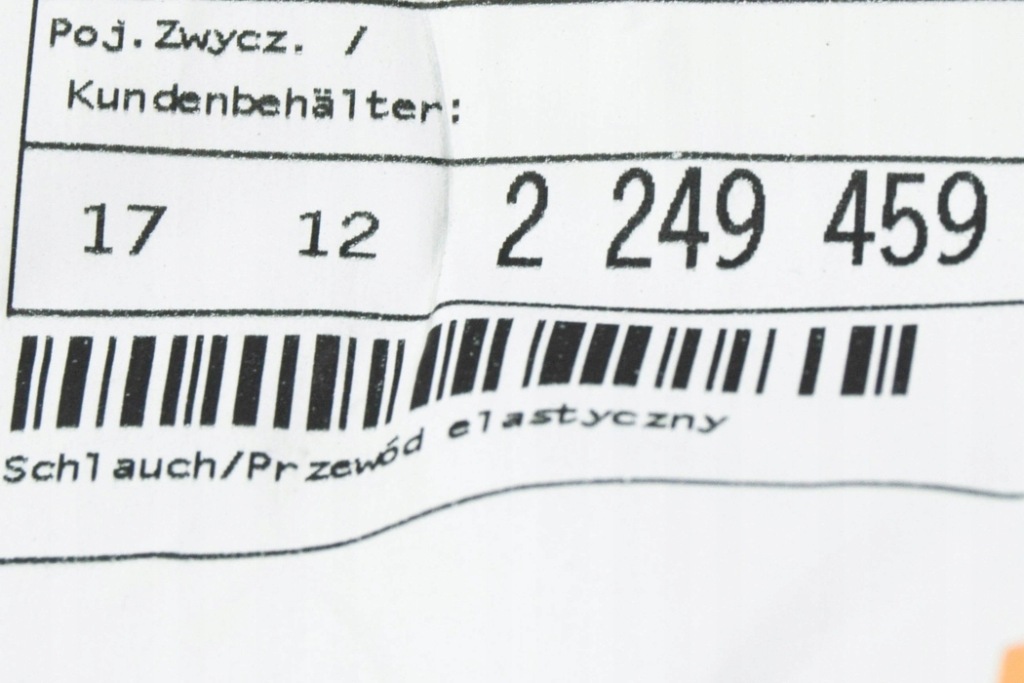 Poj.Zwycz. /
Kundenbehälter:
17 12 2 249 459
Schlauch/Przewód elastyczny